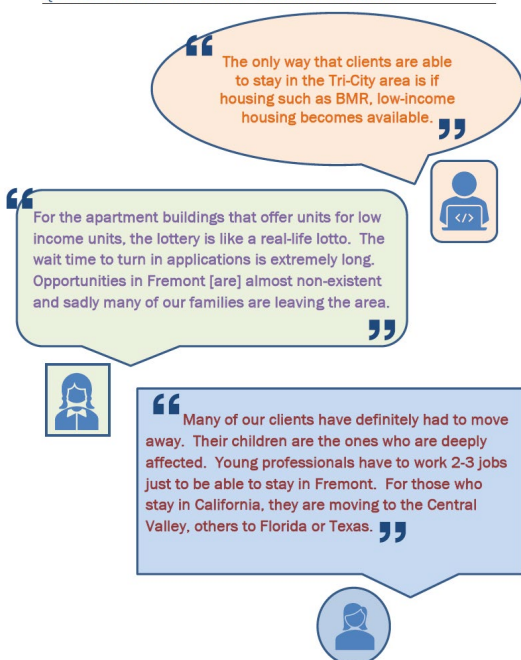 “
The only way that clients are able
to stay in the Tri-City area is if
housing such as BMR, low-income
housing becomes available. ”
“
For the apartment buildings that offer units for low
income units, the lottery is like a real-life lotto. The
wait time to turn in applications is extremely long.
Opportunities in Fremont [are] almost non-existent
and sadly many of our families are leaving the area.
”
</>
“ Many of our clients have definitely had to move
away. Their children are the ones who are deeply
affected. Young professionals have to work 2-3 jobs
just to be able to stay in Fremont. For those who
stay in California, they are moving to the Central
Valley, others to Florida or Texas. ”